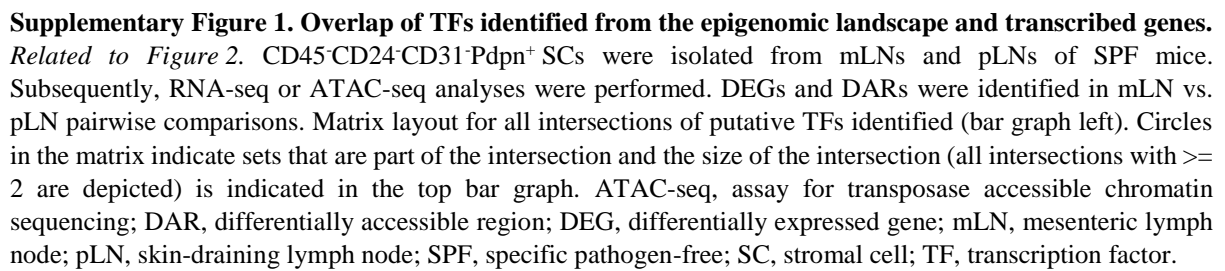 Supplementary Figure 1. Overlap of TFs identified from the epigenomic landscape and transcribed genes.
Related to Figure 2. CD45⁻CD24⁻CD31⁻Pdpn⁺ SCs were isolated from mLNs and pLNs of SPF mice.
Subsequently, RNA-seq or ATAC-seq analyses were performed. DEGs and DARs were identified in mLN vs.
pLN pairwise comparisons. Matrix layout for all intersections of putative TFs identified (bar graph left). Circles
in the matrix indicate sets that are part of the intersection and the size of the intersection (all intersections with >=
2 are depicted) is indicated in the top bar graph. ATAC-seq, assay for transposase accessible chromatin
sequencing; DAR, differentially accessible region; DEG, differentially expressed gene; mLN, mesenteric lymph
node; pLN, skin-draining lymph node; SPF, specific pathogen-free; SC, stromal cell; TF, transcription factor.